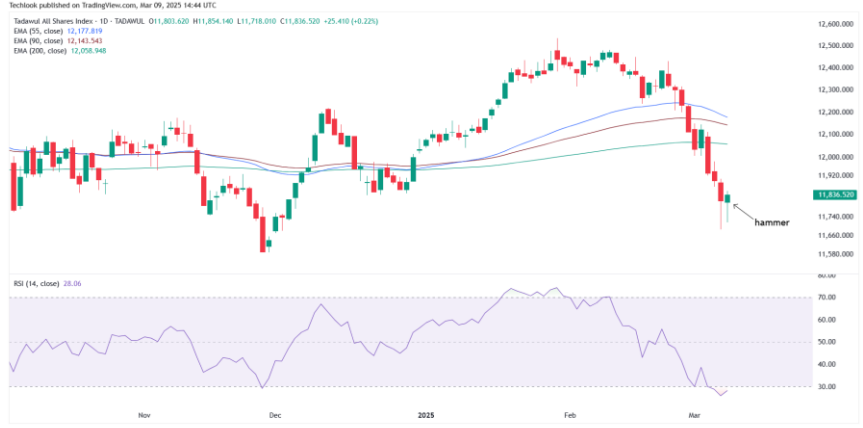 Techlook published on TradingView.com, Mar 09, 2025 14:44 UTC
Tadawul All Shares Index · 1D · TADAWUL O11,803.620 H11,854.140 L11,718.010 C11,836.520 +25.410 (+0.22%)
EMA (55, close) 12,177.819
EMA (90, close) 12,143.543
EMA (200, close) 12,058.948
12,600.000
12,500.000
12,400.000
12,300.000
12,200.000
12,100.000
12,000.000
11,920.000
11,836.520
11,740.000
11,660.000
11,580.000
hammer
RSI (14, close) 28.06
80.00
70.00
60.00
50.00
40.00
30.00
Nov Dec 2025 Feb Mar